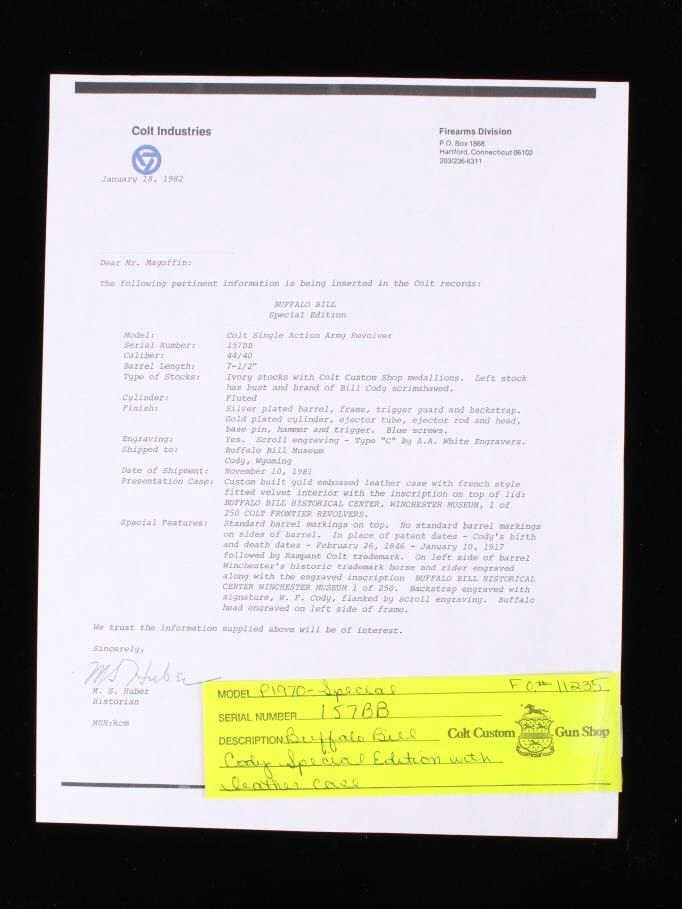 Colt Industries
Firearms Division
P.O. Box 1868
Hartford, Connecticut 06102
203/236-6311
January 18, 1982
Dear Mr. Magoffin:
The following pertinent information is being inserted in the Colt records:
BUFFALO BILL
Special Edition
Model: Colt Single Action Army Revolver
Serial Number: 157BB
Caliber: 44/40
Barrel Length: 7-1/2"
Type of Stocks: Ivory stocks with Colt Custom Shop medallions. Left stock
has bust and brand of Bill Cody scrimshawed.
Cylinder: Fluted
Finish: Silver plated barrel, frame, trigger guard and backstrap.
Gold plated cylinder, ejector tube, ejector rod and head,
base pin, hammer and trigger. Blue screws.
Engraving: Yes. Scroll engraving - Type "C" by A.A. White Engravers.
Shipped to: Buffalo Bill Museum
Cody, Wyoming
Date of Shipment: November 10, 1981
Presentation Case: Custom built gold embossed leather case with french style
fitted velvet interior with the inscription on top of lid:
BUFFALO BILL HISTORICAL CENTER, WINCHESTER MUSEUM, 1 of
250 COLT FRONTIER REVOLVERS.
Special Features: Standard barrel markings on top. No standard barrel markings
on sides of barrel. In place of patent dates - Cody's birth
and death dates - February 26, 1846 - January 10, 1917
followed by Rampant Colt trademark. On left side of barrel
Winchester's historic trademark horse and rider engraved
along with the engraved inscription BUFFALO BILL HISTORICAL
CENTER WINCHESTER MUSEUM 1 of 250. Backstrap engraved with
signature, W. F. Cody, flanked by scroll engraving. Buffalo
head engraved on left side of frame.
We trust the information supplied above will be of interest.
Sincerely,
M. S. Huber
Historian
MSH:kcm
MODEL P1970-Special FC# 11235
SERIAL NUMBER 157BB
DESCRIPTION Buffalo Bill
Colt Custom Gun Shop
Cody Special Edition with
leather case